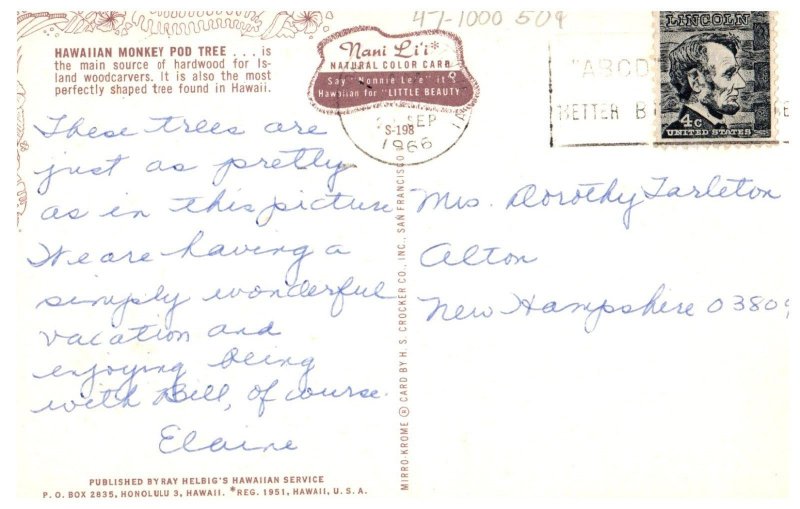 47-1000 509
HAWAIIAN MONKEY POD TREE . . . is
the main source of hardwood for Is-
land woodcarvers. It is also the most
perfectly shaped tree found in Hawaii.
Nani Li'i*
NATURAL COLOR CARD
Say "Nonnie Le'e" it's
Hawaiian for "LITTLE BEAUTY"
S-198
SEP
1966
"ABCD
BETTER B
LINCOLN
4c
UNITED STATES
These trees are
just as pretty
as in this picture
We are having a
simply wonderful
vacation and
enjoying being
with Bill, of course.
Elaine
Mrs. Dorothy Tarleton
Alton
New Hampshire 03809
MIRRO-KROME ® CARD BY H. S. CROCKER CO., INC., SAN FRANCISCO
PUBLISHED BY RAY HELBIG'S HAWAIIAN SERVICE
P. O. BOX 2835, HONOLULU 3, HAWAII. *REG. 1951, HAWAII, U. S. A.